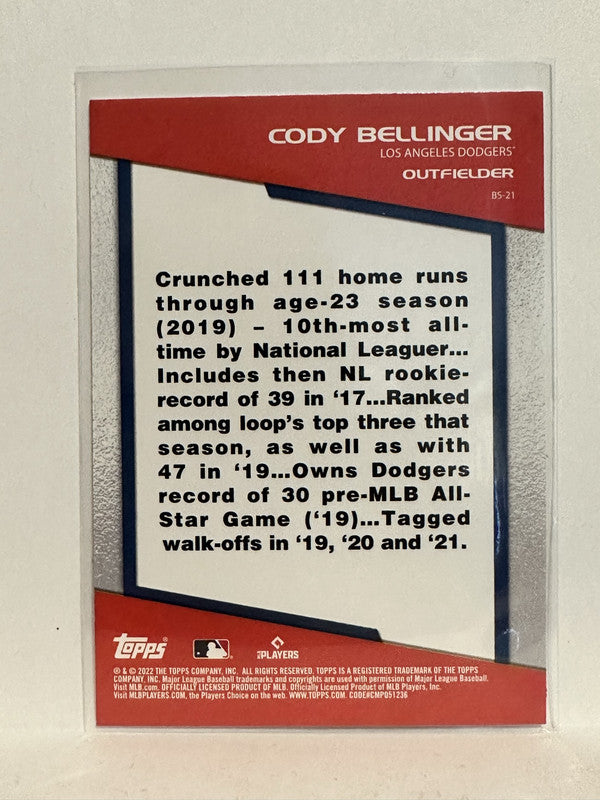 CODY BELLINGER
LOS ANGELES DODGERS®
OUTFIELDER
BS-21
Crunched 111 home runs
through age-23 season
(2019) – 10th-most all-
time by National Leaguer...
Includes then NL rookie-
record of 39 in ‘17...Ranked
among loop’s top three that
season, as well as with
47 in ‘19...Owns Dodgers
record of 30 pre-MLB All-
Star Game (‘19)...Tagged
walk-offs in ‘19, ‘20 and ‘21.
Topps®
PLAYERS
® & © 2022 THE TOPPS COMPANY, INC. ALL RIGHTS RESERVED. TOPPS IS A REGISTERED TRADEMARK OF THE TOPPS
COMPANY, INC. Major League Baseball trademarks and copyrights are used with permission of Major League Baseball.
Visit MLB.com. OFFICIALLY LICENSED PRODUCT OF MLB. Officially Licensed Product of MLB Players, Inc.
Visit MLBPLAYERS.COM, the Players Choice on the web. WWW.TOPPS.COM. CODE#CMP051236